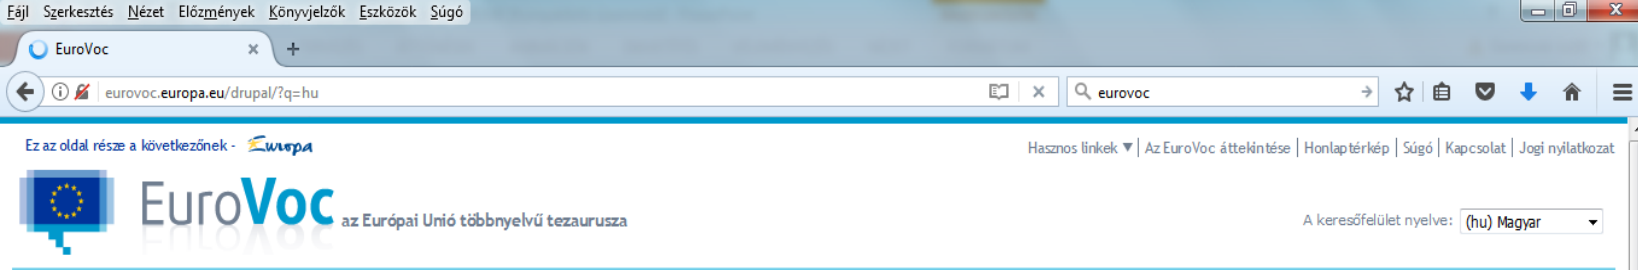 Fájl Szerkesztés Nézet Előzmények Könyvjelzők Eszközök Súgó
EuroVoc
eurovoc.europa.eu/drupal/?q=hu eurovoc
Ez az oldal része a következőnek - Europa Hasznos linkek ▼ | Az EuroVoc áttekintése | Honlaptérkép | Súgó | Kapcsolat | Jogi nyilatkozat
EuroVoc az Európai Unió többnyelvű tezaurusza
A keresőfelület nyelve: (hu) Magyar